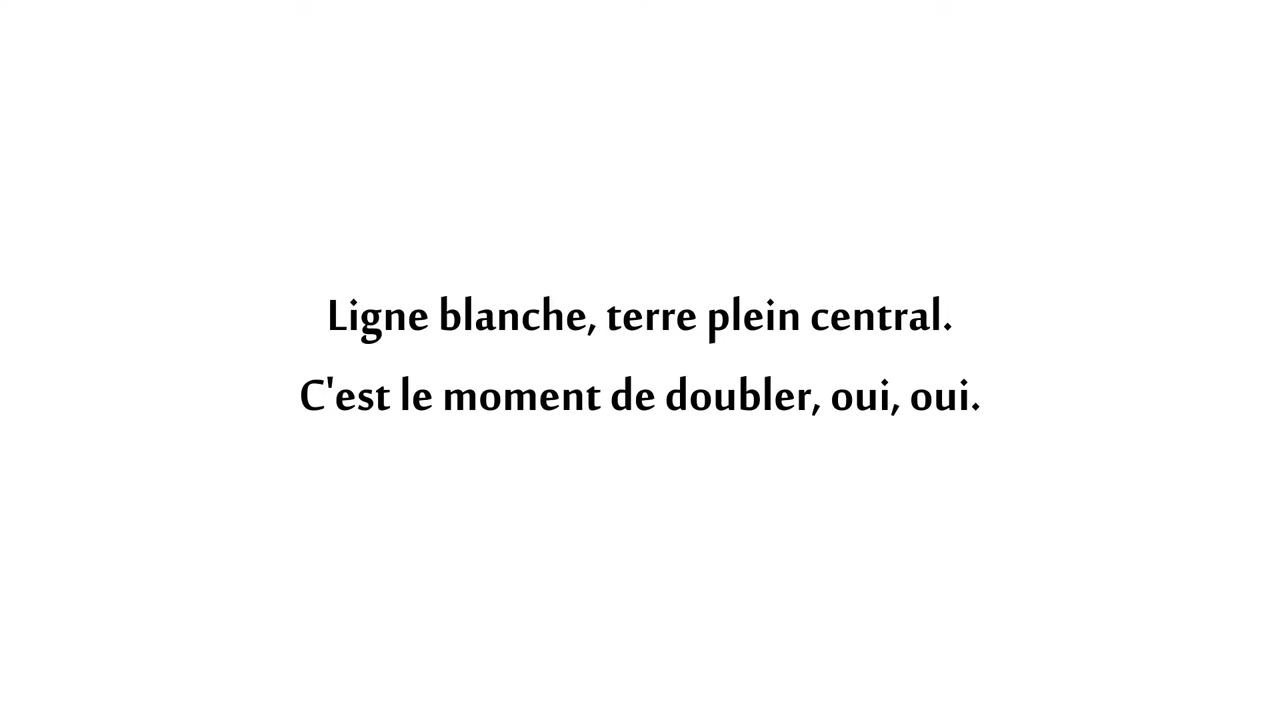 Ligne blanche, terre plein central.
C'est le moment de doubler, oui, oui.